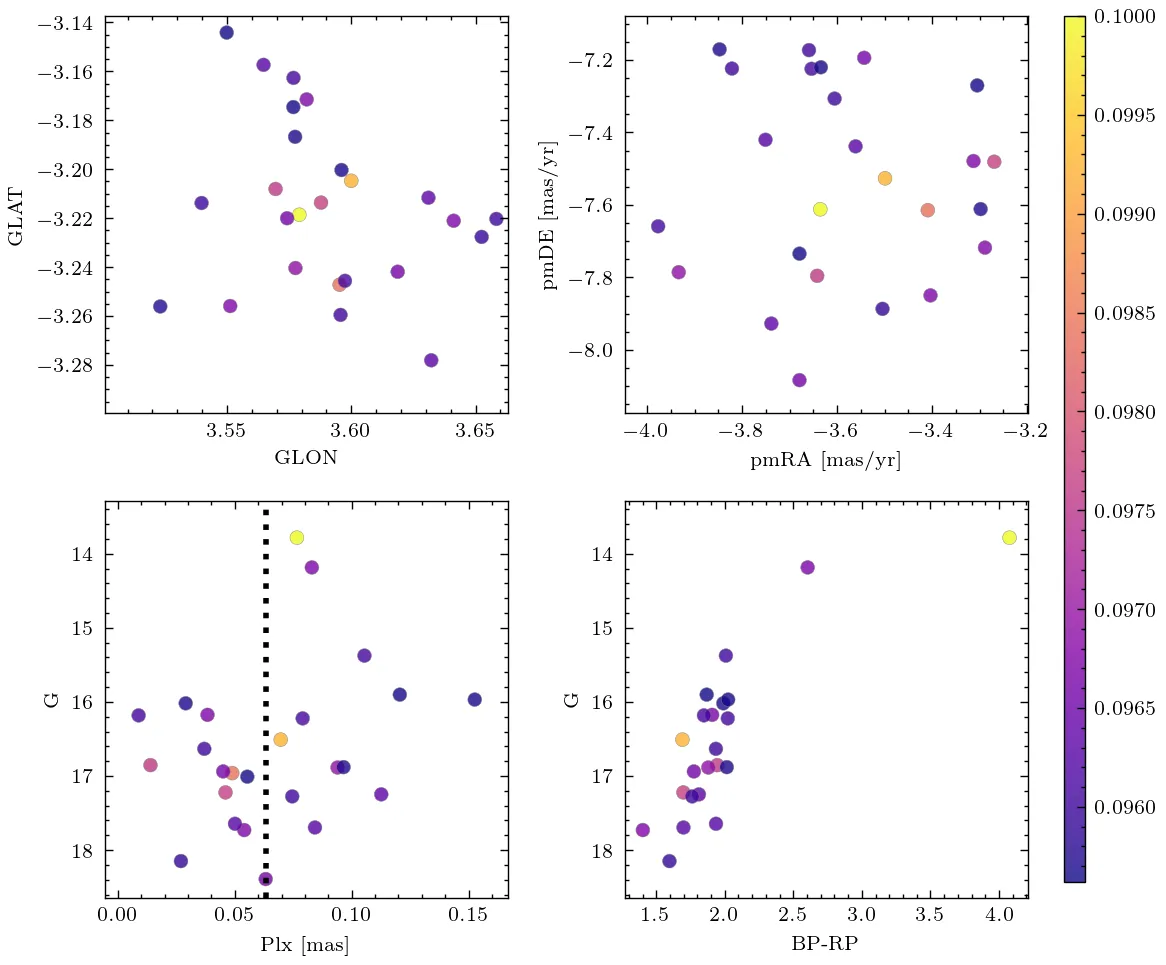 −3.14
−3.16
−3.18
−3.20
−3.22
−3.24
−3.26
−3.28
GLAT
3.55 3.60 3.65
GLON
−7.2
−7.4
−7.6
−7.8
−8.0
pmDE [mas/yr]
−4.0 −3.8 −3.6 −3.4 −3.2
pmRA [mas/yr]
14
15
16
17
18
G
0.00 0.05 0.10 0.15
Plx [mas]
14
15
16
17
18
G
1.5 2.0 2.5 3.0 3.5 4.0
BP-RP
0.1000
0.0995
0.0990
0.0985
0.0980
0.0975
0.0970
0.0965
0.0960